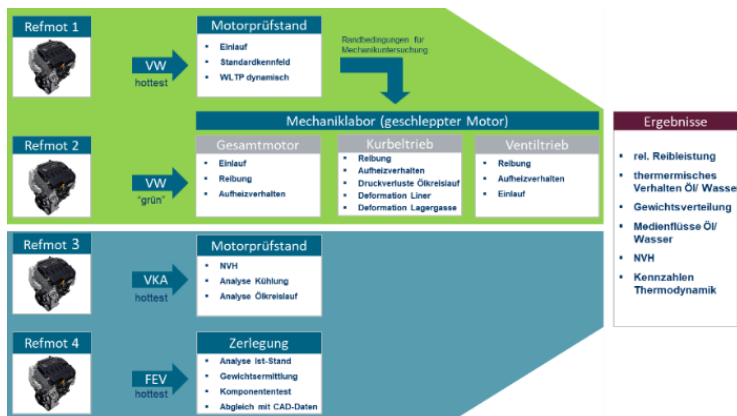 Refmot 1
VW
hottest
Motorprüfstand
Einlauf
Standardkennfeld
WLTP dynamisch
Randbedingungen für
Mechanikuntersuchung
Mechaniklabor (geschleppter Motor)
Refmot 2
VW
"grün"
Gesamtmotor
Einlauf
Reibung
Aufheizverhalten
Kurbeltrieb
Reibung
Aufheizverhalten
Druckverluste Ölkreislauf
Deformation Liner
Deformation Lagergasse
Ventiltrieb
Reibung
Aufheizverhalten
Einlauf
Refmot 3
VKA
hottest
Motorprüfstand
NVH
Analyse Kühlung
Analyse Ölkreislauf
Refmot 4
FEV
hottest
Zerlegung
Analyse Ist-Stand
Gewichtsermittlung
Komponententest
Abgleich mit CAD-Daten
Ergebnisse
rel. Reibleistung
thermermisches
Verhalten Öl/ Wasser
Gewichtsverteilung
Medienflüsse Öl/
Wasser
NVH
Kennzahlen
Thermodynamik